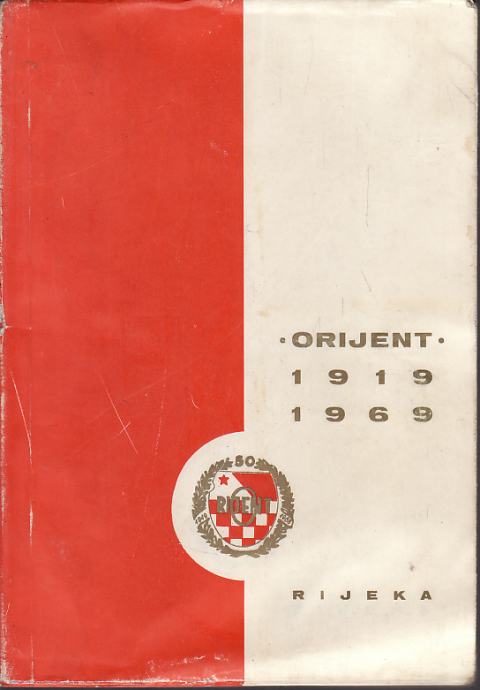 • ORIJENT •
1919
1969
50
ORIJENT
RIJEKA